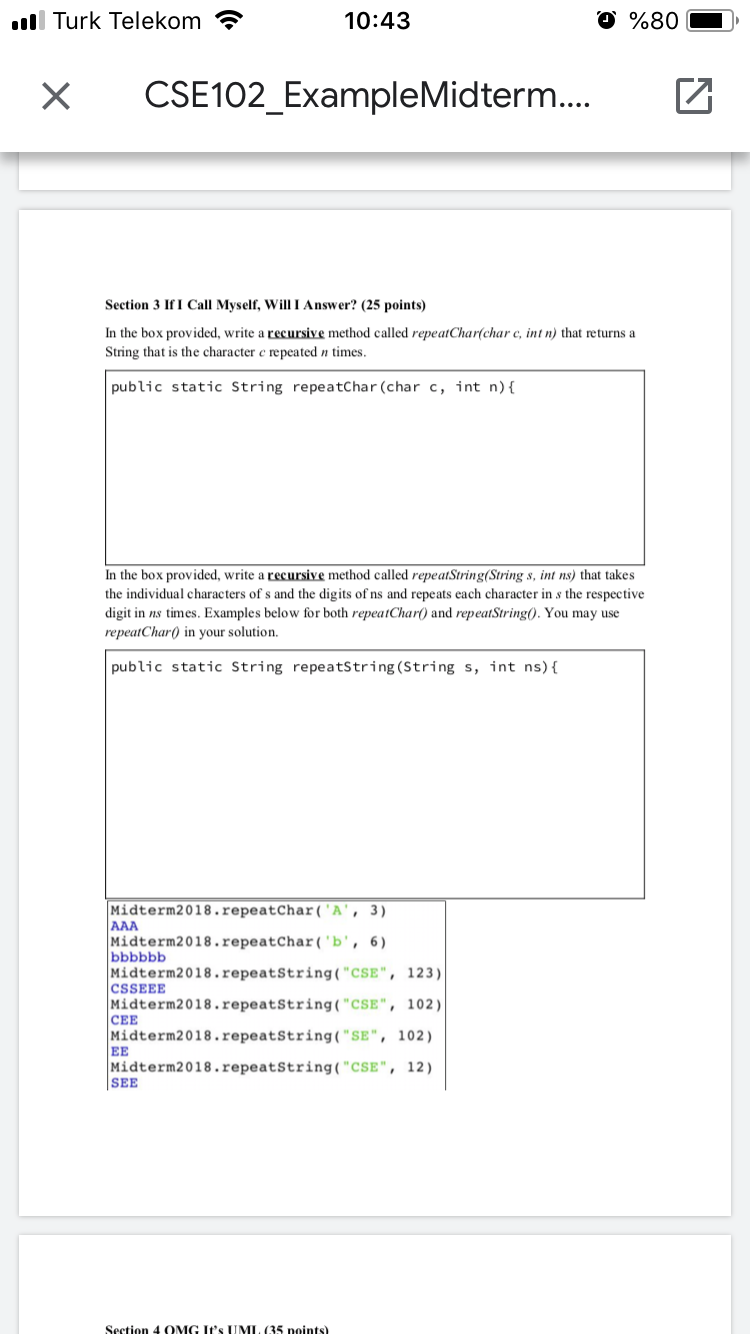 Turk Telekom 10:43 %80
CSE102_ExampleMidterm....
Section 3 If I Call Myself, Will I Answer? (25 points)
In the box provided, write a recursive method called repeatChar(char c, int n) that returns a
String that is the character c repeated n times.
public static String repeatChar(char c, int n){
In the box provided, write a recursive method called repeatString(String s, int ns) that takes
the individual characters of s and the digits of ns and repeats each character in s the respective
digit in ns times. Examples below for both repeatChar() and repeatString(). You may use
repeatChar() in your solution.
public static String repeatString(String s, int ns){
Midterm2018.repeatChar('A', 3)
AAA
Midterm2018.repeatChar('b', 6)
bbbbbb
Midterm2018.repeatString("CSE", 123)
CSSEEE
Midterm2018.repeatString("CSE", 102)
CEE
Midterm2018.repeatString("SE", 102)
EE
Midterm2018.repeatString("CSE", 12)
SEE
Section 4 OMG It's UML (35 points)